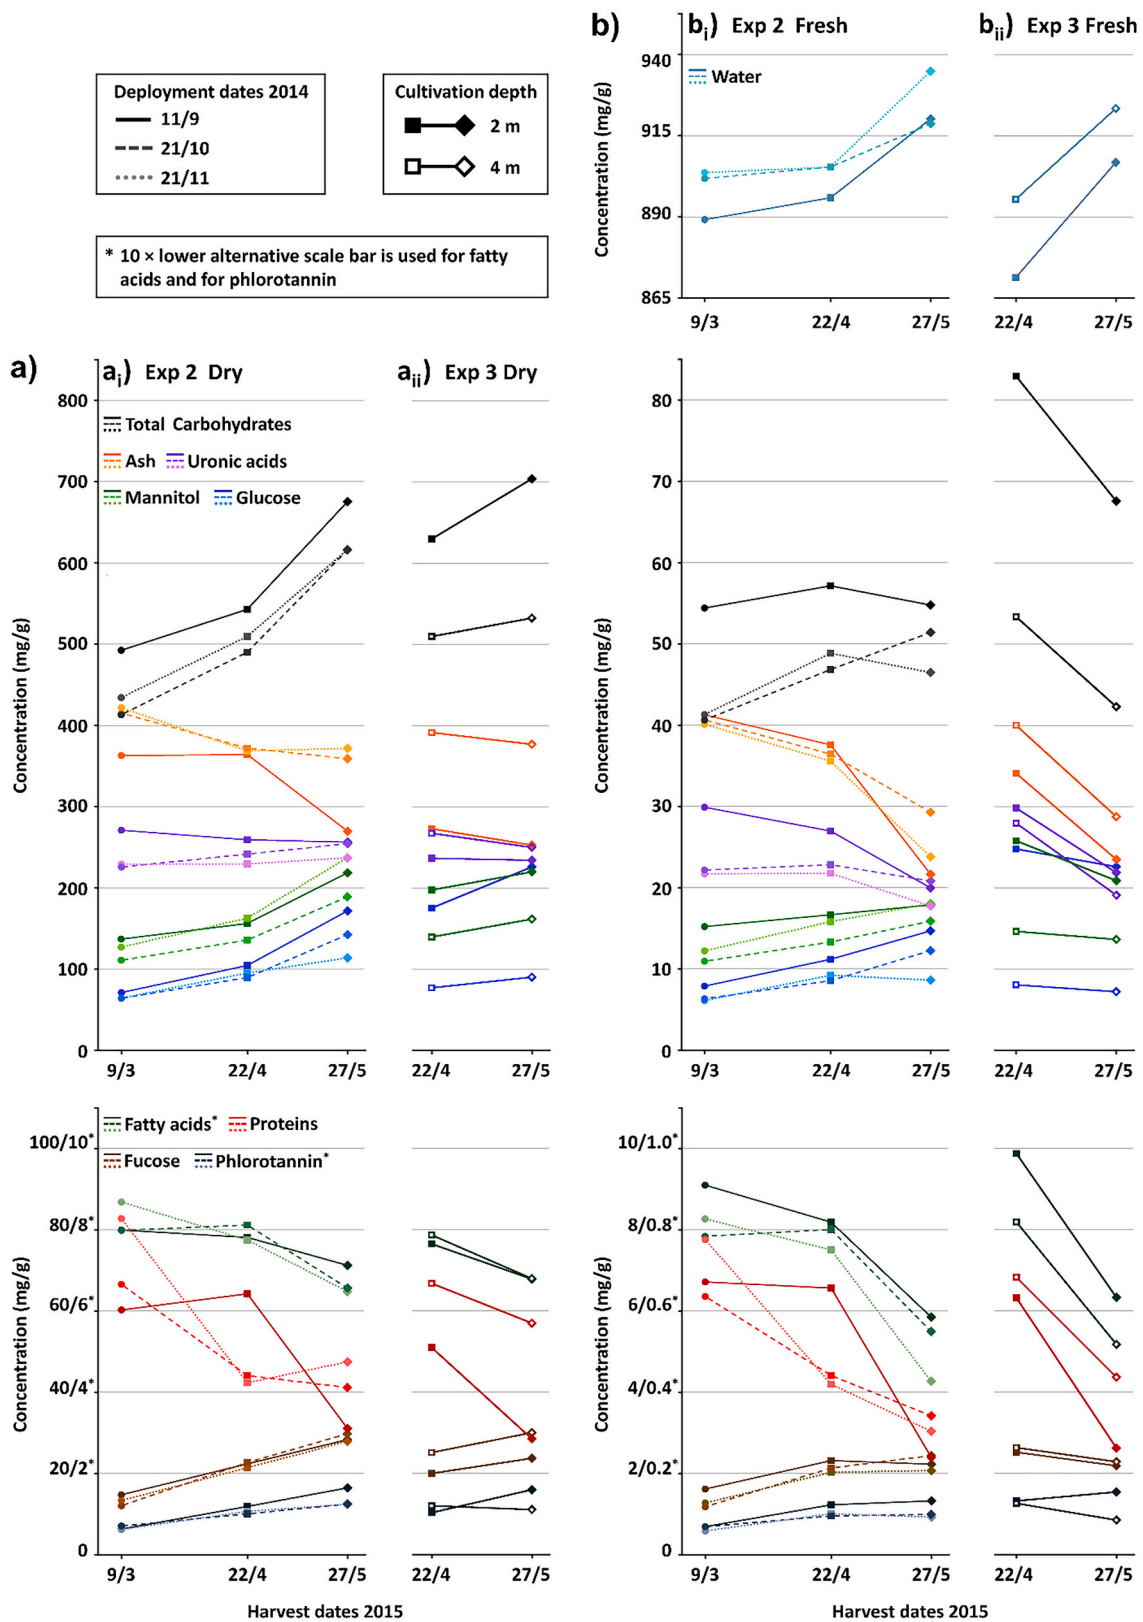 b) bi) Exp 2 Fresh bii) Exp 3 Fresh
Deployment dates 2014
11/9
21/10
21/11
Cultivation depth
2 m
4 m
* 10 × lower alternative scale bar is used for fatty
acids and for phlorotannin
Concentration (mg/g)
940
915
890
865
Water
9/3 22/4 27/5 22/4 27/5
a) ai) Exp 2 Dry aii) Exp 3 Dry
Total Carbohydrates
Ash Uronic acids
Mannitol Glucose
Concentration (mg/g)
800
700
600
500
400
300
200
100
0
9/3 22/4 27/5 22/4 27/5
Concentration (mg/g)
80
70
60
50
40
30
20
10
0
9/3 22/4 27/5 22/4 27/5
Fatty acids* Proteins
Fucose Phlorotannin*
Concentration (mg/g)
100/10*
80/8*
60/6*
40/4*
20/2*
0
9/3 22/4 27/5 22/4 27/5
Harvest dates 2015
Concentration (mg/g)
10/1.0*
8/0.8*
6/0.6*
4/0.4*
2/0.2*
0
9/3 22/4 27/5 22/4 27/5
Harvest dates 2015